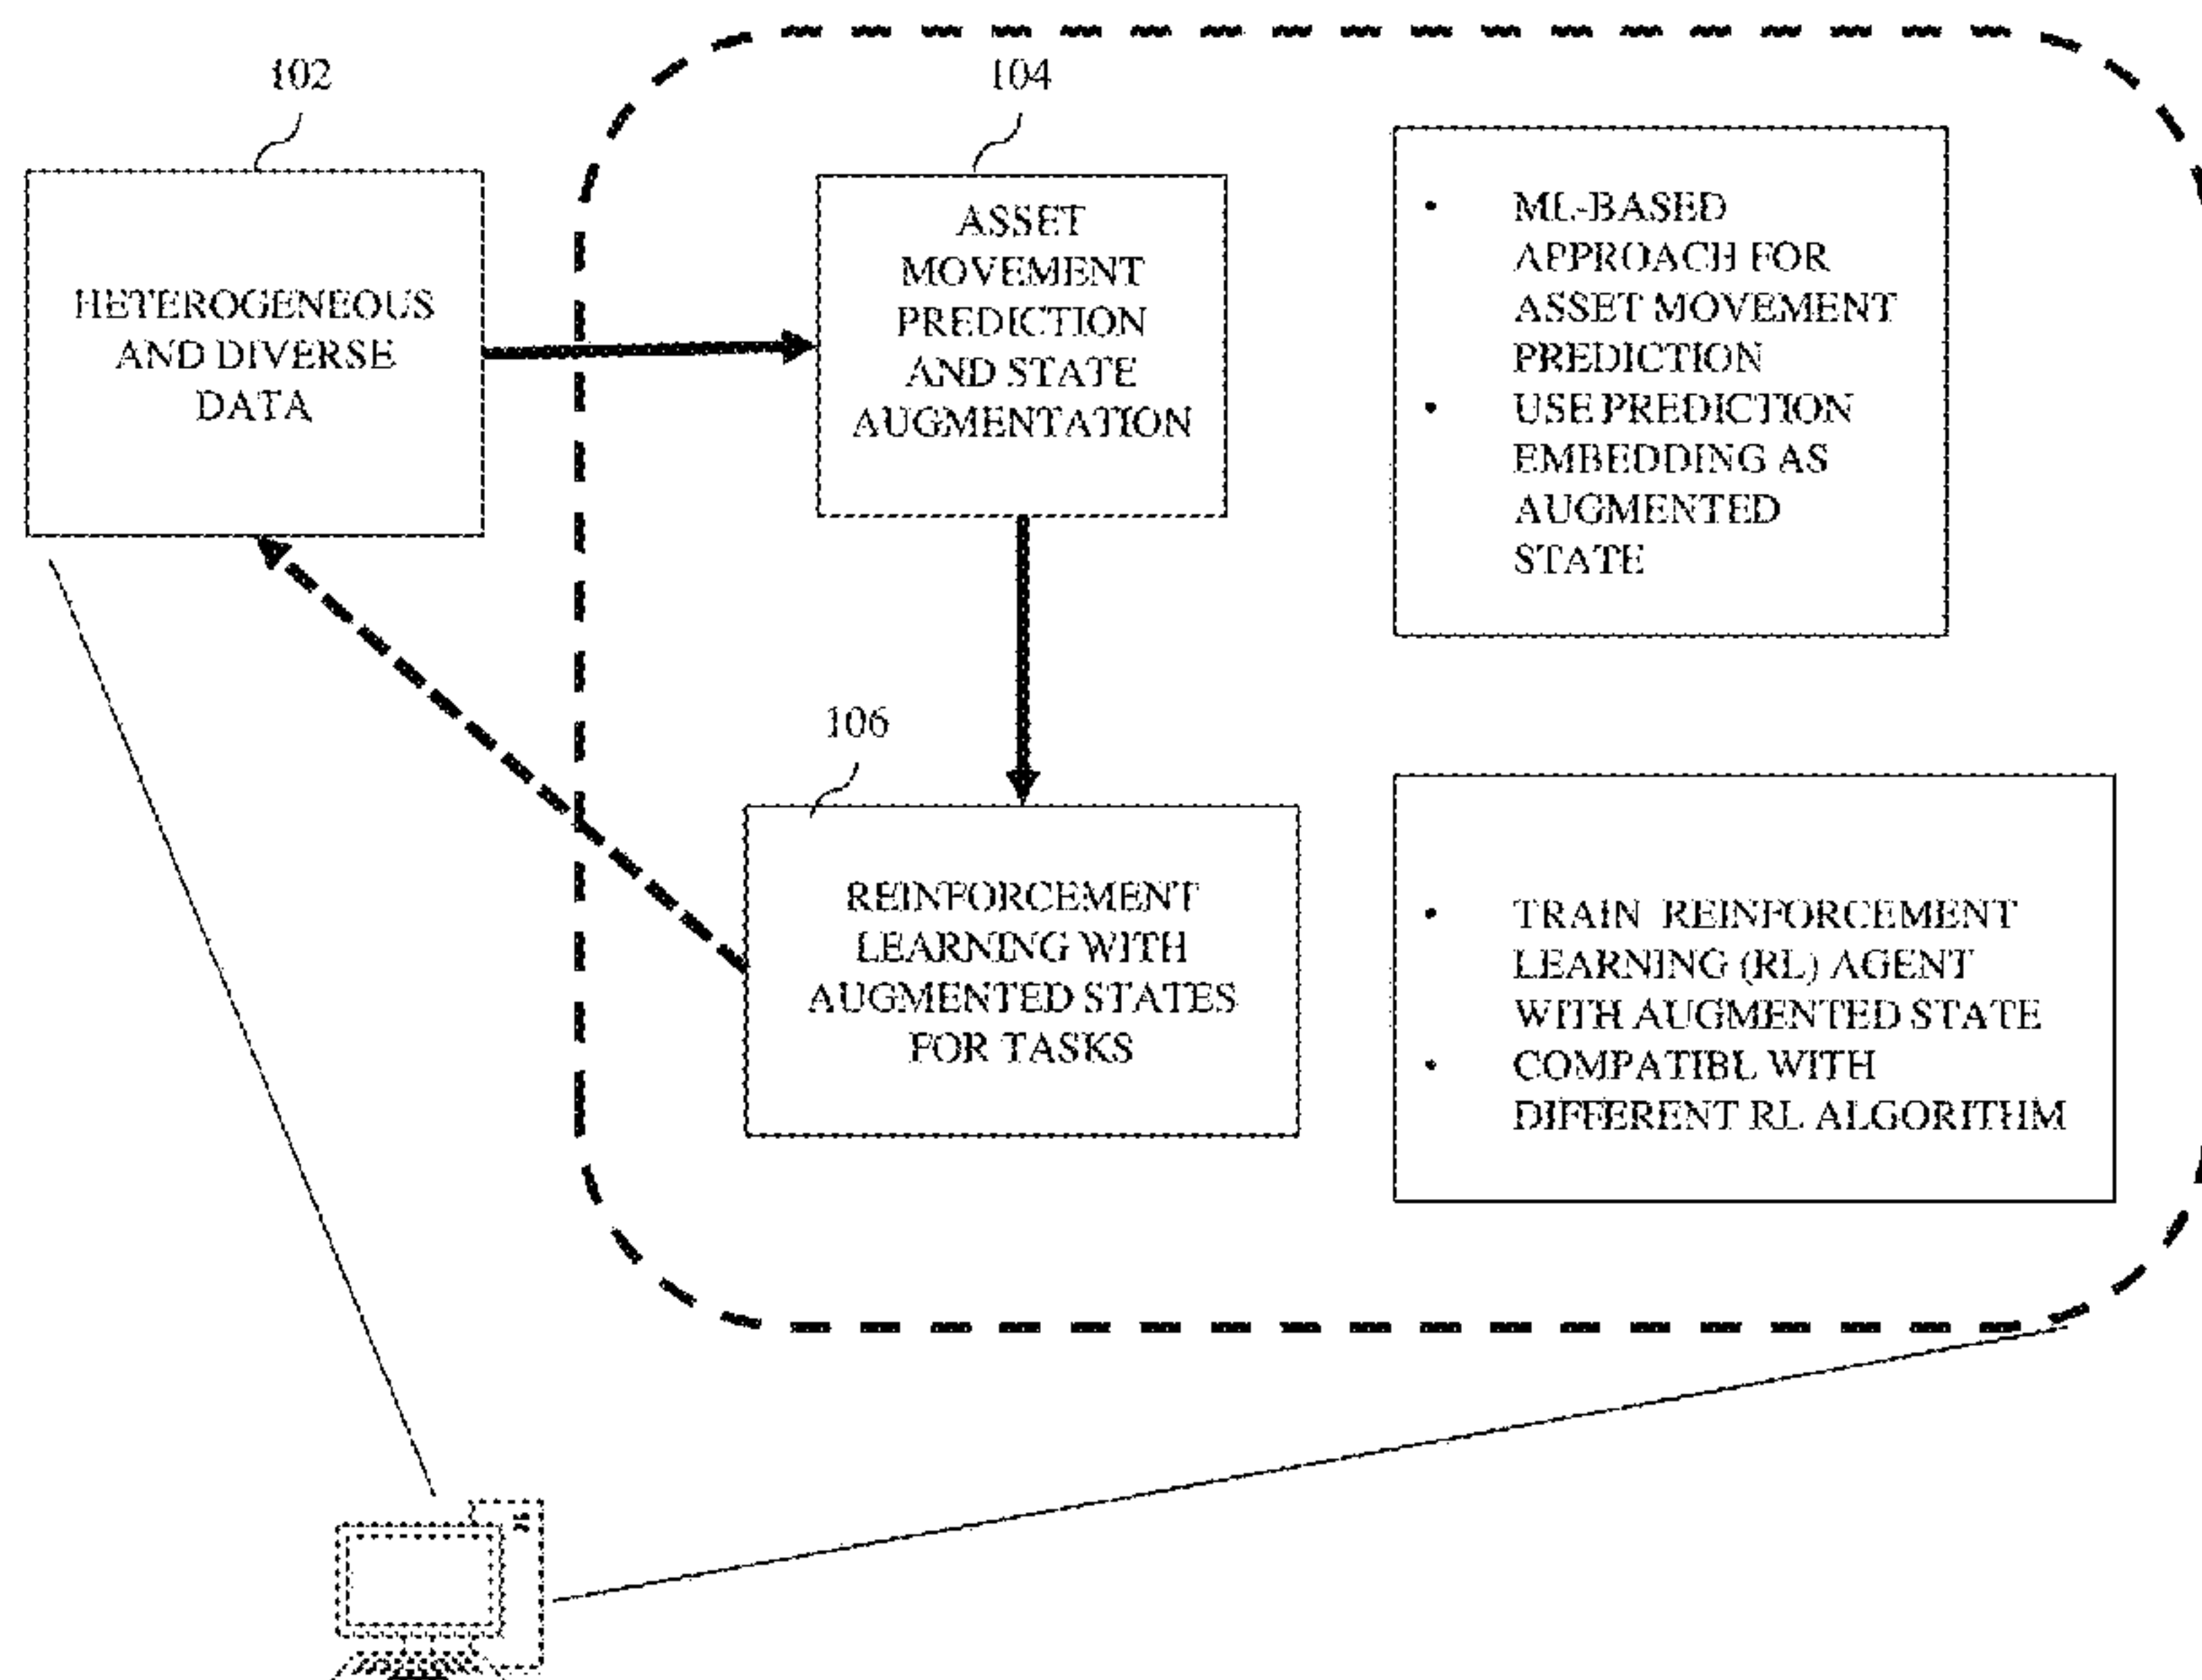 102
HETEROGENEOUS
AND DIVERSE
DATA
104
ASSET
MOVEMENT
PREDICTION
AND STATE
AUGMENTATION
• ML-BASED
APPROACH FOR
ASSET MOVEMENT
PREDICTION
• USE PREDICTION
EMBEDDING AS
AUGMENTED
STATE
106
REINFORCEMENT
LEARNING WITH
AUGMENTED STATES
FOR TASKS
• TRAIN REINFORCEMENT
LEARNING (RL) AGENT
WITH AUGMENTED STATE
• COMPATIBL WITH
DIFFERENT RL ALGORITHM